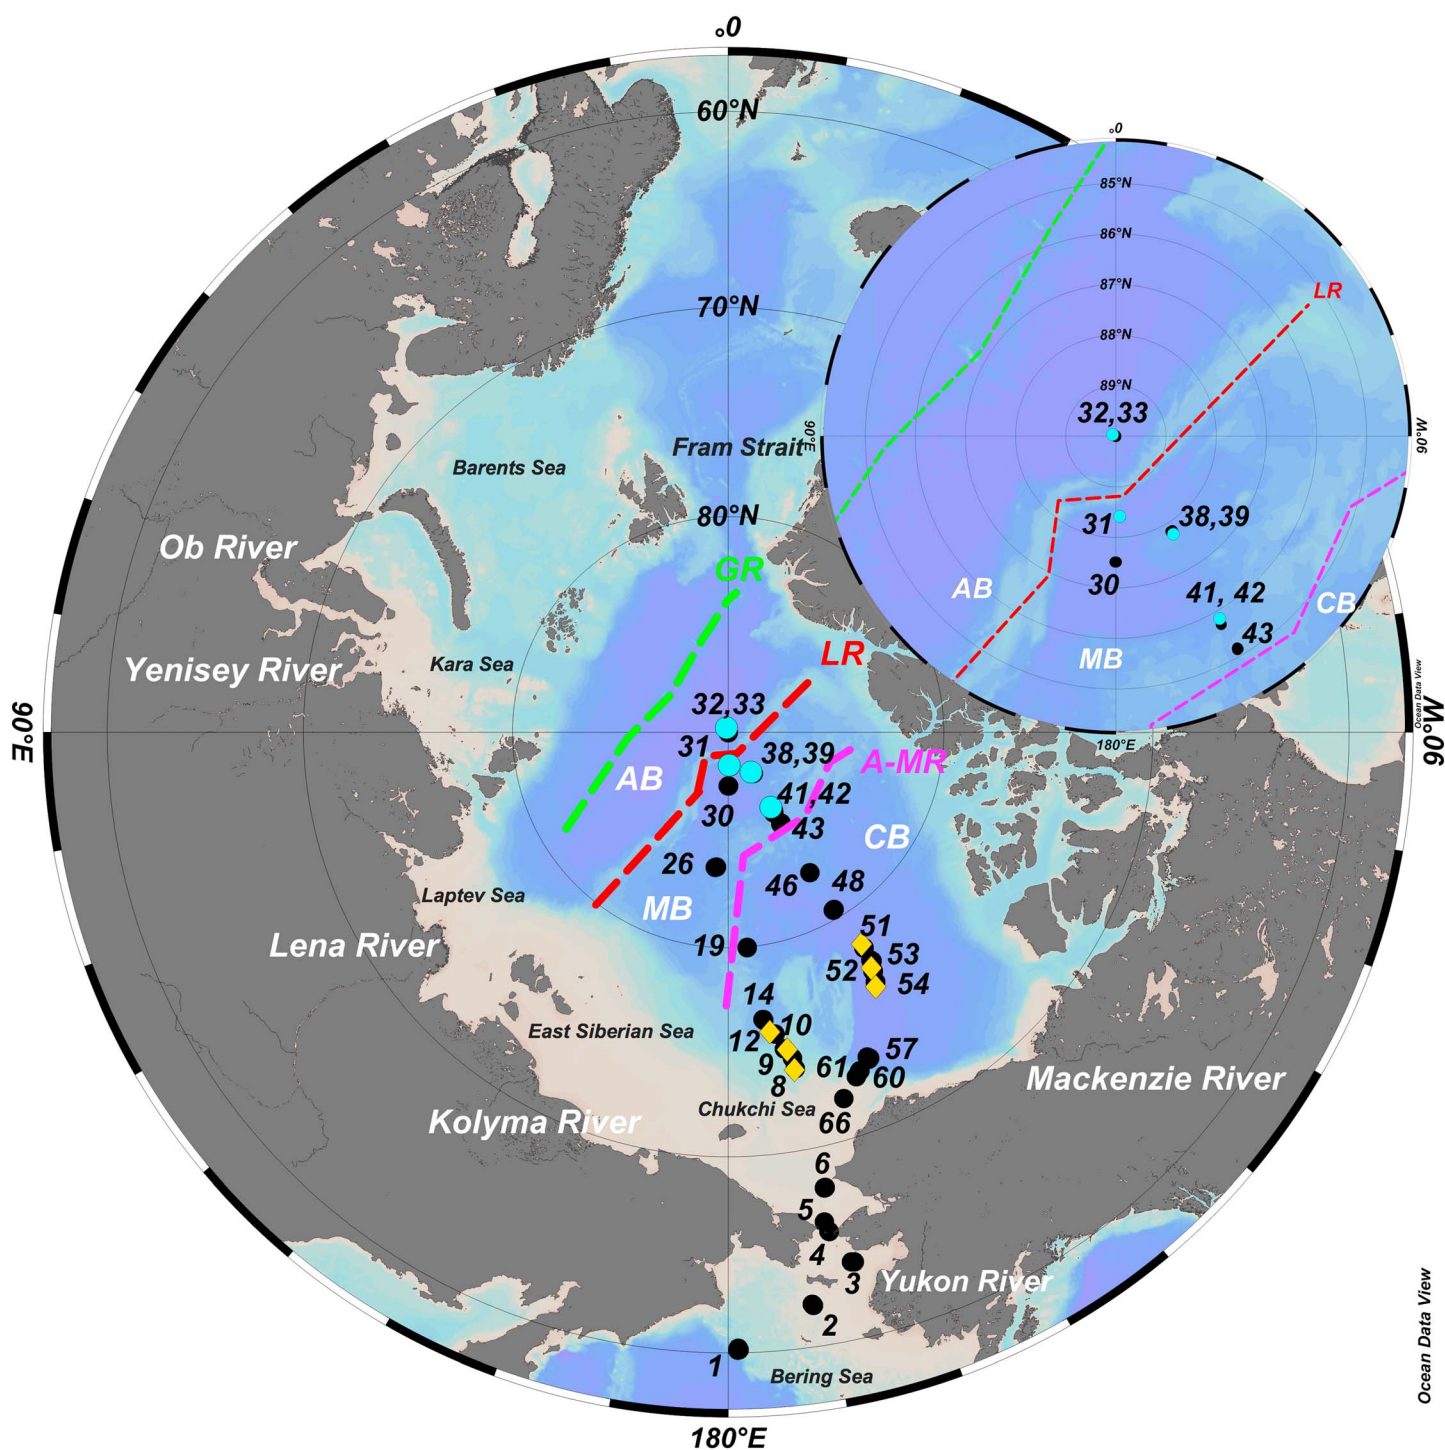 °0
60°N
70°N
Fram Strait
Barents Sea
80°N
Ob River
GR
Yenisey River
Kara Sea
LR
32,33
90°E
90°W
31
38,39
A-MR
AB
30
41,42
43
CB
26
46
48
Laptev Sea
MB
Lena River
19
51
53
52
54
14
10
East Siberian Sea
12
9
8
57
61
60
Mackenzie River
Chukchi Sea
Kolyma River
66
6
5
4
3
Yukon River
2
1
Bering Sea
180°E
°0
85°N
86°N
87°N
LR
88°N
89°N
32,33
90°E
90°W
31
38,39
30
AB
41, 42
CB
43
MB
180°E
Ocean Data View
Ocean Data View